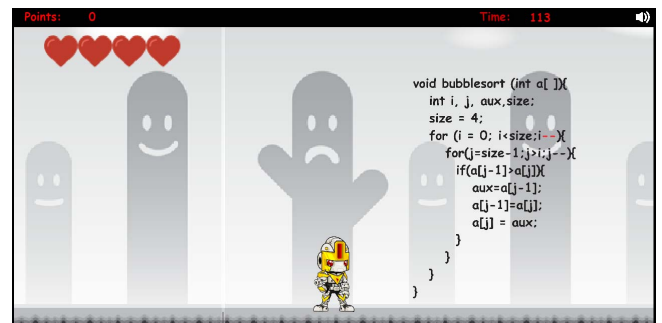 Points: 0 Time: 113
void bubblesort (int a[ ]){
int i, j, aux,size;
size = 4;
for (i = 0; i<size;i--){
for(j=size-1;j>i;j--){
if(a[j-1]>a[j]){
aux=a[j-1];
a[j-1]=a[j];
a[j] = aux;
}
}
}
}